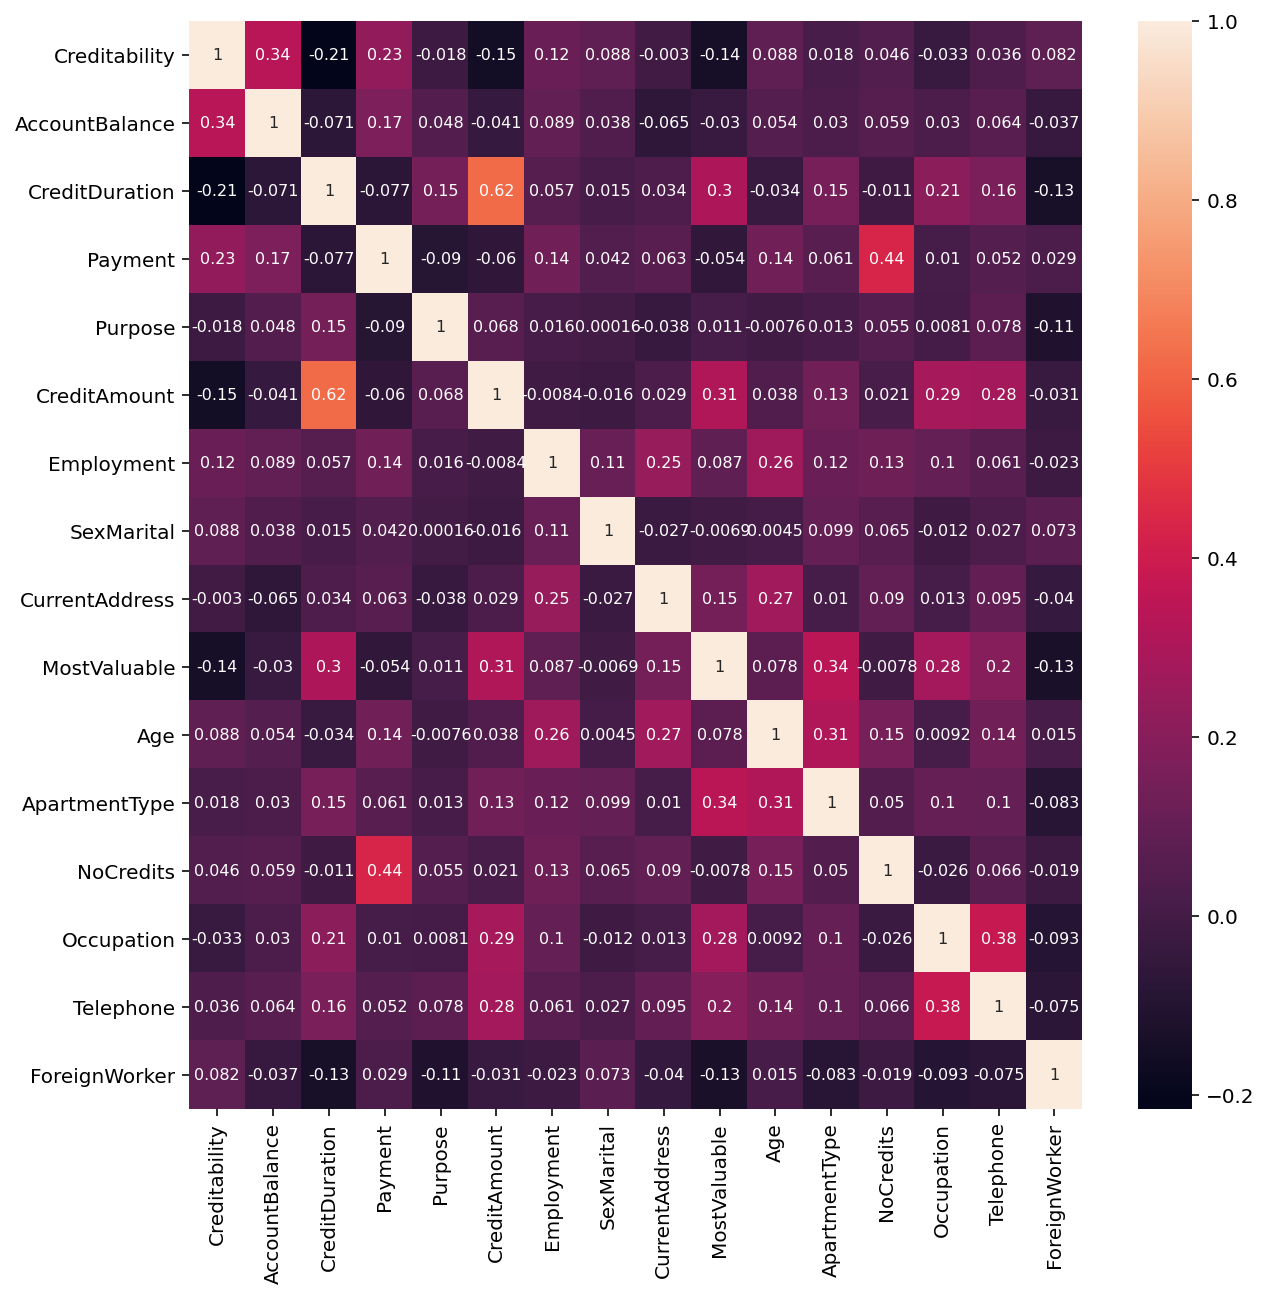 Creditability 1 0.34 -0.21 0.23 -0.018 -0.15 0.12 0.088 -0.003 -0.14 0.088 0.018 0.046 -0.033 0.036 0.082
AccountBalance 0.34 1 -0.071 0.17 0.048 -0.041 0.089 0.038 -0.065 -0.03 0.054 0.03 0.059 0.03 0.064 -0.037
CreditDuration -0.21 -0.071 1 -0.077 0.15 0.62 0.057 0.015 0.034 0.3 -0.034 0.15 -0.011 0.21 0.16 -0.13
Payment 0.23 0.17 -0.077 1 -0.09 -0.06 0.14 0.042 0.063 -0.054 0.14 0.061 0.44 0.01 0.052 0.029
Purpose -0.018 0.048 0.15 -0.09 1 0.068 0.016 0.00016 -0.038 0.011 -0.0076 0.013 0.055 0.0081 0.078 -0.11
CreditAmount -0.15 -0.041 0.62 -0.06 0.068 1 -0.0084 -0.016 0.029 0.31 0.038 0.13 0.021 0.29 0.28 -0.031
Employment 0.12 0.089 0.057 0.14 0.016 -0.0084 1 0.11 0.25 0.087 0.26 0.12 0.13 0.1 0.061 -0.023
SexMarital 0.088 0.038 0.015 0.042 0.00016 -0.016 0.11 1 -0.027 -0.0069 0.0045 0.099 0.065 -0.012 0.027 0.073
CurrentAddress -0.003 -0.065 0.034 0.063 -0.038 0.029 0.25 -0.027 1 0.15 0.27 0.01 0.09 0.013 0.095 -0.04
MostValuable -0.14 -0.03 0.3 -0.054 0.011 0.31 0.087 -0.0069 0.15 1 0.078 0.34 -0.0078 0.28 0.2 -0.13
Age 0.088 0.054 -0.034 0.14 -0.0076 0.038 0.26 0.0045 0.27 0.078 1 0.31 0.15 0.0092 0.14 0.015
ApartmentType 0.018 0.03 0.15 0.061 0.013 0.13 0.12 0.099 0.01 0.34 0.31 1 0.05 0.1 0.1 -0.083
NoCredits 0.046 0.059 -0.011 0.44 0.055 0.021 0.13 0.065 0.09 -0.0078 0.15 0.05 1 -0.026 0.066 -0.019
Occupation -0.033 0.03 0.21 0.01 0.0081 0.29 0.1 -0.012 0.013 0.28 0.0092 0.1 -0.026 1 0.38 -0.093
Telephone 0.036 0.064 0.16 0.052 0.078 0.28 0.061 0.027 0.095 0.2 0.14 0.1 0.066 0.38 1 -0.075
ForeignWorker 0.082 -0.037 -0.13 0.029 -0.11 -0.031 -0.023 0.073 -0.04 -0.13 0.015 -0.083 -0.019 -0.093 -0.075 1
Creditability
AccountBalance
CreditDuration
Payment
Purpose
CreditAmount
Employment
SexMarital
CurrentAddress
MostValuable
Age
ApartmentType
NoCredits
Occupation
Telephone
ForeignWorker
1.0
0.8
0.6
0.4
0.2
0.0
−0.2